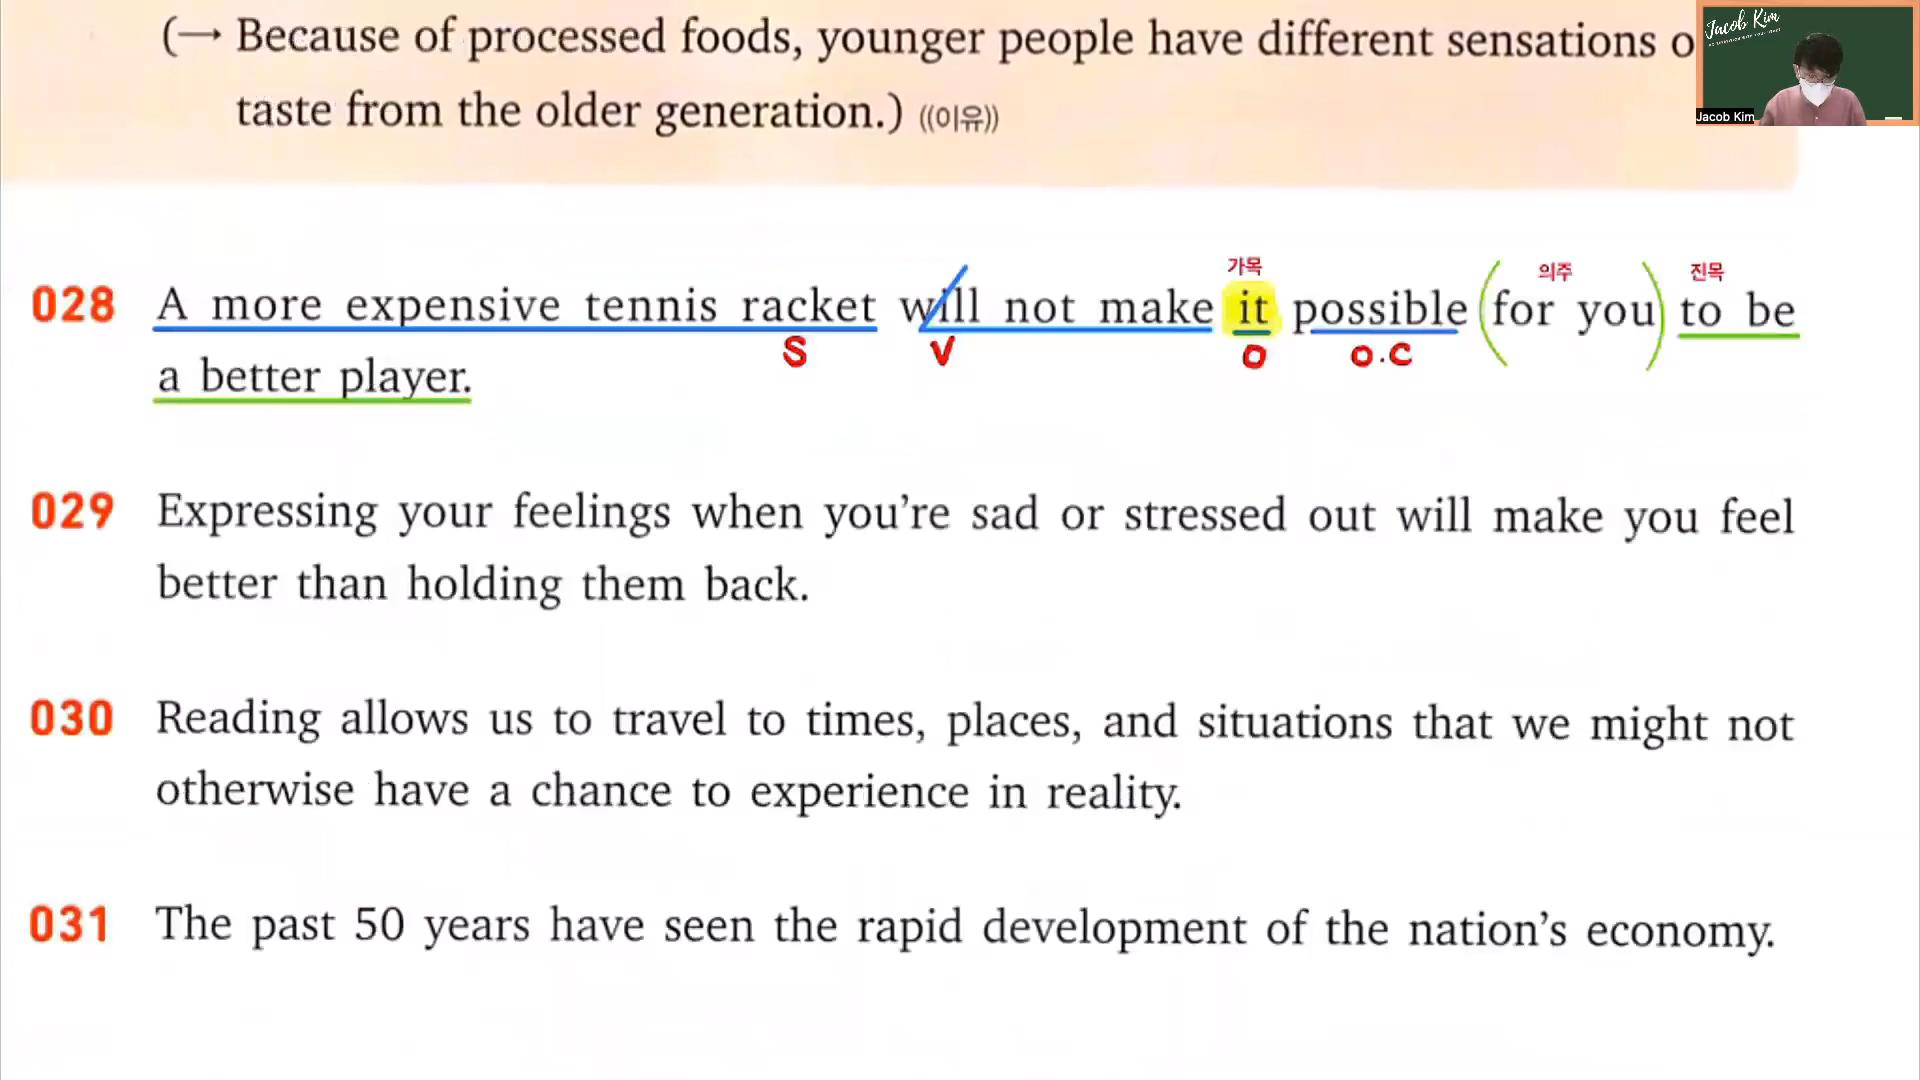 (→ Because of processed foods, younger people have different sensations o
taste from the older generation.) ((이유))
Jacob Kim
Jacob Kim
가목 의주 진목
028 A more expensive tennis racket will not make it possible (for you) to be
S V O O.C
a better player.
029 Expressing your feelings when you're sad or stressed out will make you feel
better than holding them back.
030 Reading allows us to travel to times, places, and situations that we might not
otherwise have a chance to experience in reality.
031 The past 50 years have seen the rapid development of the nation's economy.